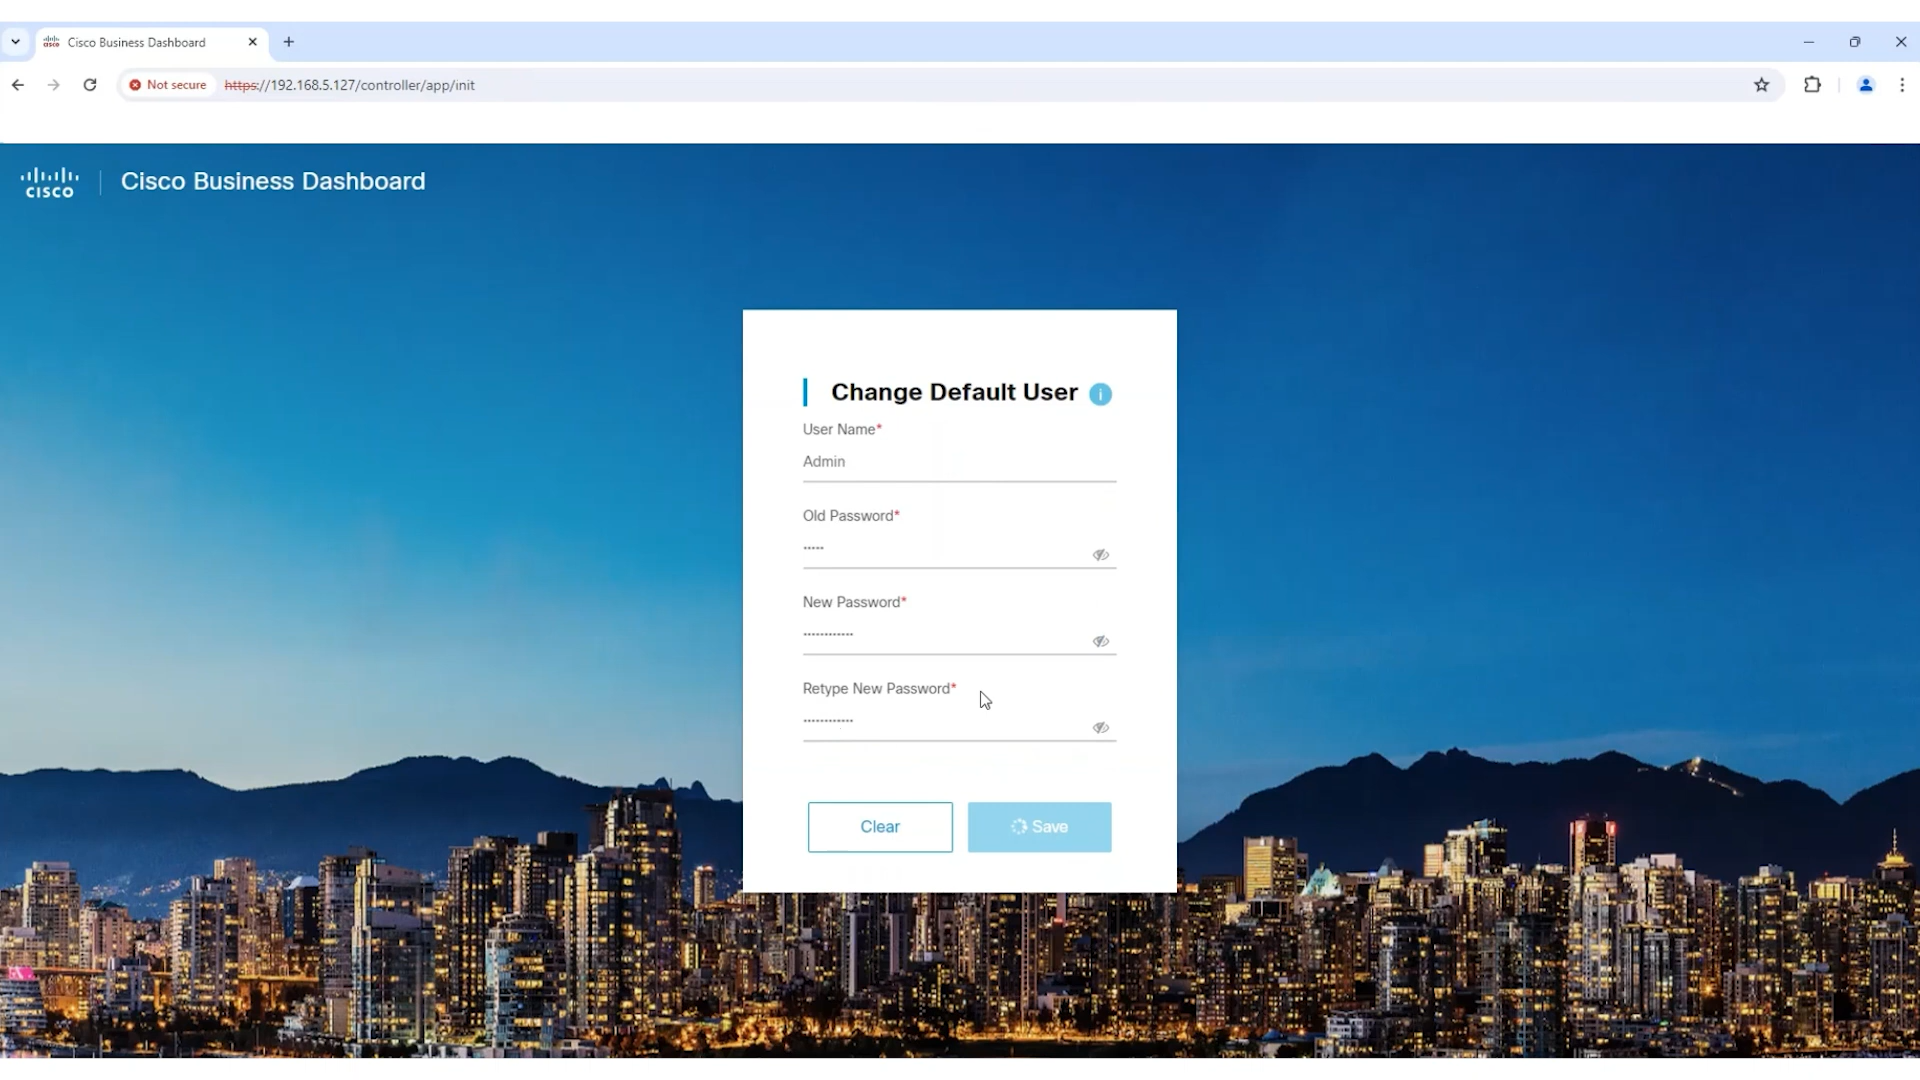 Cisco Business Dashboard
Not secure
https://192.168.5.127/controller/app/init
CISCO
Cisco Business Dashboard
Change Default User
User Name*
Admin
Old Password*
•••••
New Password*
••••••••••••
Retype New Password*
••••••••••••
Clear
Save